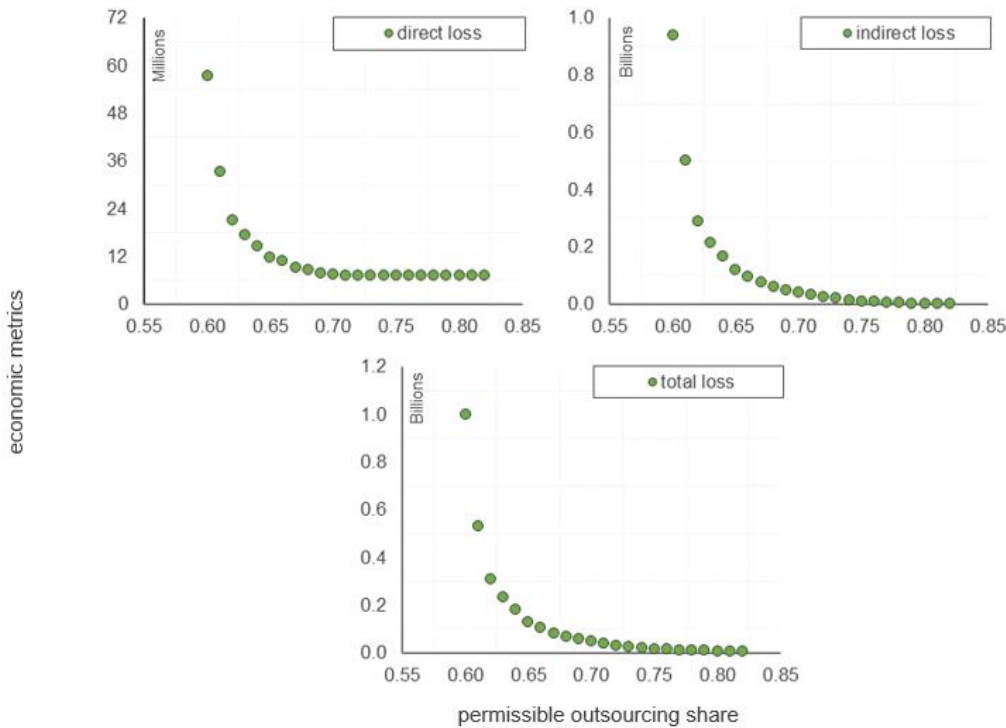 72
60
48
36
24
12
0
Millions
direct loss
0.55 0.60 0.65 0.70 0.75 0.80 0.85
1.0
0.8
0.6
0.4
0.2
0.0
Billions
indirect loss
0.55 0.60 0.65 0.70 0.75 0.80 0.85
economic metrics
1.2
1.0
0.8
0.6
0.4
0.2
0.0
Billions
total loss
0.55 0.60 0.65 0.70 0.75 0.80 0.85
permissible outsourcing share